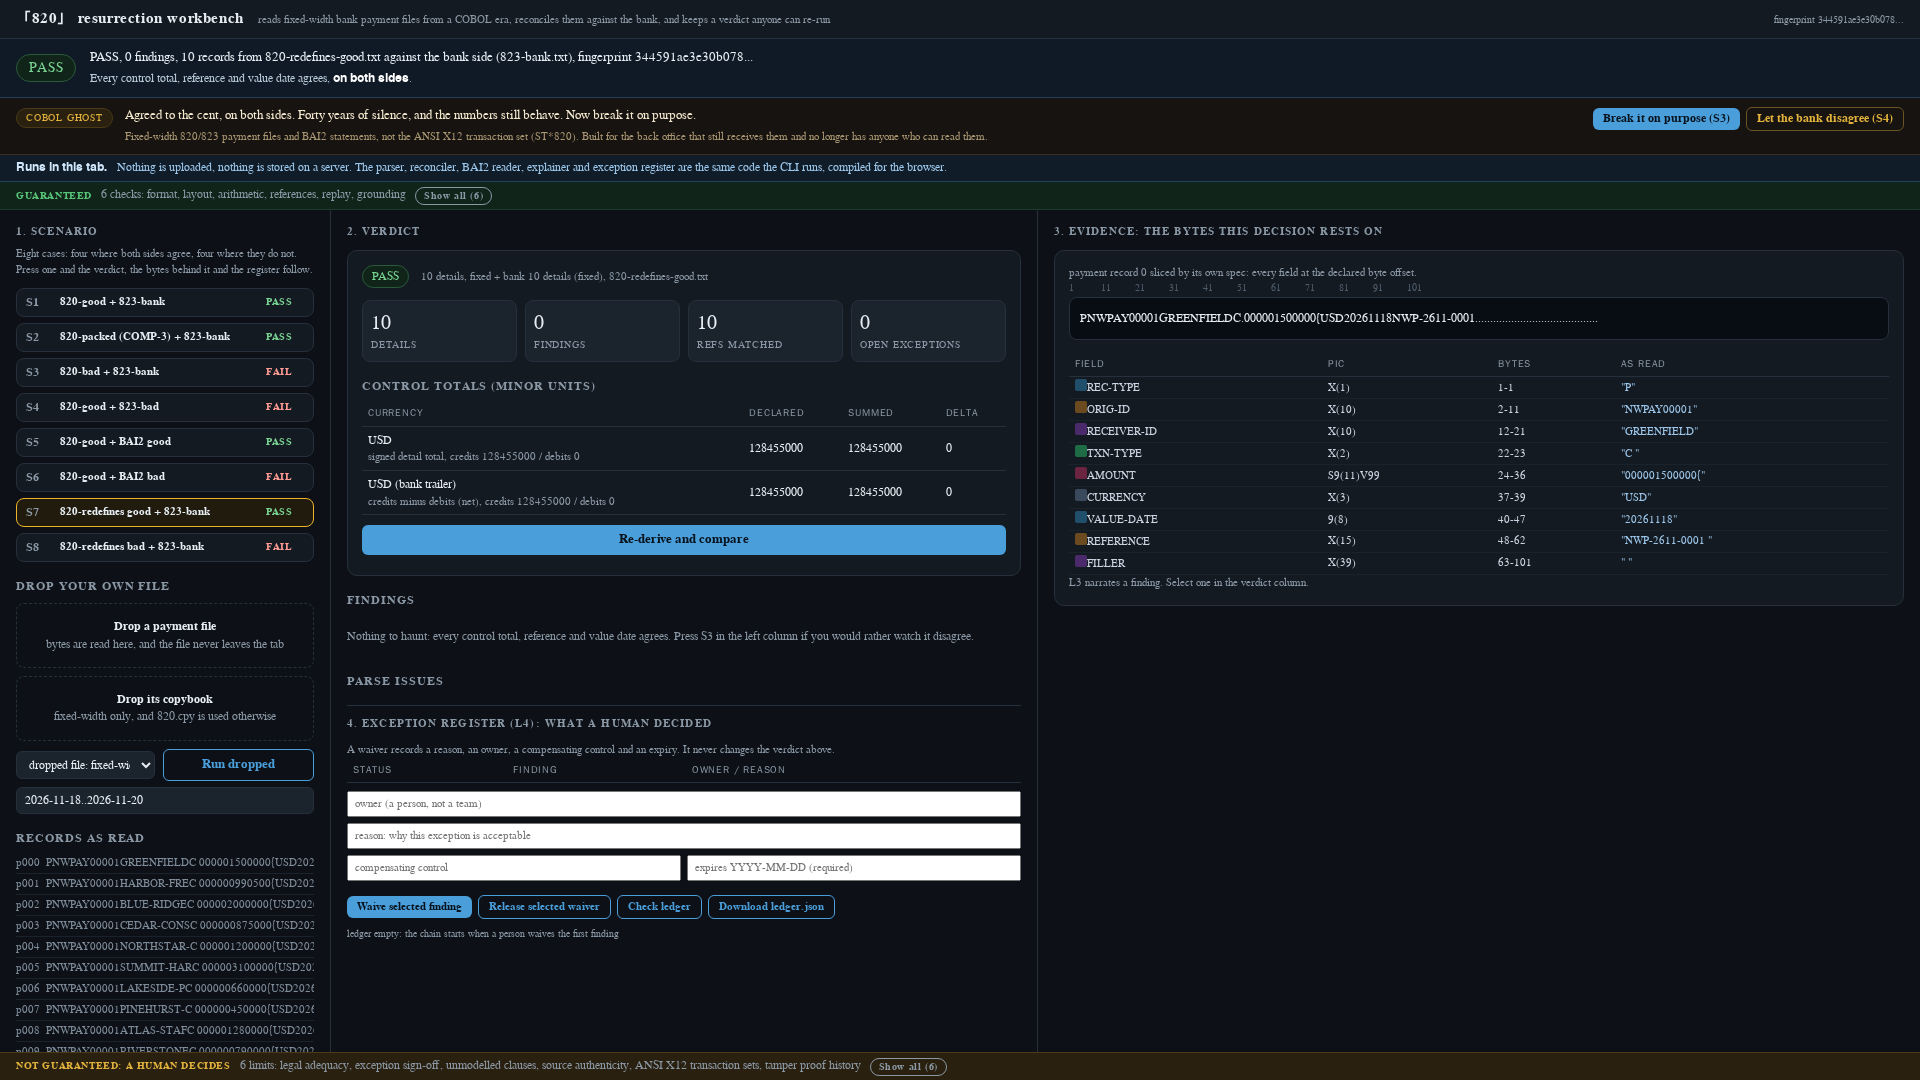 「820」 resurrection workbench reads fixed-width bank payment files from a COBOL era, reconciles them against the bank, and keeps a verdict anyone can re-run fingerprint 344591ae3e30b078...
PASS PASS, 0 findings, 10 records from 820-redefines-good.txt against the bank side (823-bank.txt), fingerprint 344591ae3e30b078...
Every control total, reference and value date agrees, on both sides.
COBOL GHOST Agreed to the cent, on both sides. Forty years of silence, and the numbers still behave. Now break it on purpose. Break it on purpose (S3) Let the bank disagree (S4)
Fixed-width 820/823 payment files and BAI2 statements, not the ANSI X12 transaction set (ST*820). Built for the back office that still receives them and no longer has anyone who can read them.
Runs in this tab. Nothing is uploaded, nothing is stored on a server. The parser, reconciler, BAI2 reader, explainer and exception register are the same code the CLI runs, compiled for the browser.
GUARANTEED 6 checks: format, layout, arithmetic, references, replay, grounding Show all (6)
1. SCENARIO
Eight cases: four where both sides agree, four where they do not.
Press one and the verdict, the bytes behind it and the register follow.
S1 820-good + 823-bank PASS
S2 820-packed (COMP-3) + 823-bank PASS
S3 820-bad + 823-bank FAIL
S4 820-good + 823-bad FAIL
S5 820-good + BAI2 good PASS
S6 820-good + BAI2 bad FAIL
S7 820-redefines good + 823-bank PASS
S8 820-redefines bad + 823-bank FAIL
DROP YOUR OWN FILE
Drop a payment file
bytes are read here, and the file never leaves the tab
Drop its copybook
fixed-width only, and 820.cpy is used otherwise
dropped file: fixed-wi Run dropped
2026-11-18..2026-11-20
RECORDS AS READ
p000 PNWPAY00001GREENFIELDC 000001500000{USD202
p001 PNWPAY00001HARBOR-FREC 000000990500{USD202
p002 PNWPAY00001BLUE-RIDGEC 000002000000{USD202
p003 PNWPAY00001CEDAR-CONSC 000000875000{USD202
p004 PNWPAY00001NORTHSTAR-C 000001200000{USD202
p005 PNWPAY00001SUMMIT-HARC 000003100000{USD202
p006 PNWPAY00001LAKESIDE-PC 000000660000{USD2026
p007 PNWPAY00001PINEHURST-C 000000450000{USD2026
p008 PNWPAY00001ATLAS-STAFC 000001280000{USD202
p009 PNWPAY00001RIVERSTONEC 000000790000{USD202
2. VERDICT
PASS 10 details, fixed + bank 10 details (fixed), 820-redefines-good.txt
10 0 10 0
DETAILS FINDINGS REFS MATCHED OPEN EXCEPTIONS
CONTROL TOTALS (MINOR UNITS)
CURRENCY DECLARED SUMMED DELTA
USD 128455000 128455000 0
signed detail total, credits 128455000 / debits 0
USD (bank trailer) 128455000 128455000 0
credits minus debits (net), credits 128455000 / debits 0
Re-derive and compare
FINDINGS
Nothing to haunt: every control total, reference and value date agrees. Press S3 in the left column if you would rather watch it disagree.
PARSE ISSUES
4. EXCEPTION REGISTER (L4): WHAT A HUMAN DECIDED
A waiver records a reason, an owner, a compensating control and an expiry. It never changes the verdict above.
STATUS FINDING OWNER / REASON
owner (a person, not a team)
reason: why this exception is acceptable
compensating control expires YYYY-MM-DD (required)
Waive selected finding Release selected waiver Check ledger Download ledger.json
ledger empty: the chain starts when a person waives the first finding
3. EVIDENCE: THE BYTES THIS DECISION RESTS ON
payment record 0 sliced by its own spec: every field at the declared byte offset.
1 11 21 31 41 51 61 71 81 91 101
PNWPAY00001GREENFIELDC.000001500000{USD20261118NWP-2611-0001.........................................
FIELD PIC BYTES AS READ
REC-TYPE X(1) 1-1 "P"
ORIG-ID X(10) 2-11 "NWPAY00001"
RECEIVER-ID X(10) 12-21 "GREENFIELD"
TXN-TYPE X(2) 22-23 "C "
AMOUNT S9(11)V99 24-36 "000001500000{"
CURRENCY X(3) 37-39 "USD"
VALUE-DATE 9(8) 40-47 "20261118"
REFERENCE X(15) 48-62 "NWP-2611-0001 "
FILLER X(39) 63-101 " "
L3 narrates a finding. Select one in the verdict column.
NOT GUARANTEED: A HUMAN DECIDES 6 limits: legal adequacy, exception sign-off, unmodelled clauses, source authenticity, ANSI X12 transaction sets, tamper proof history Show all (6)